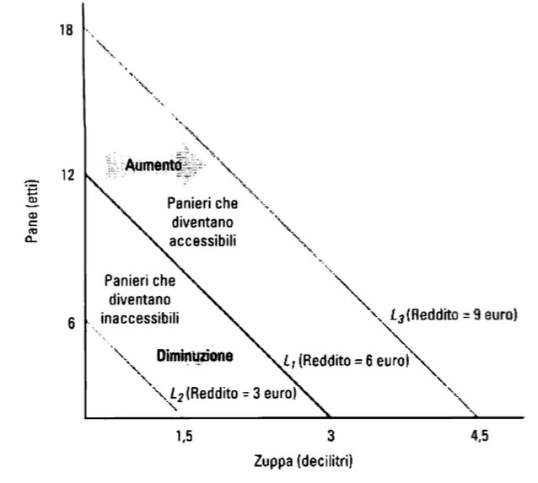 18
Aumento
12
Panieri che
diventano
accessibili
Pane (etti)
Panieri che
diventano
inaccessibili
6
L3 (Reddito = 9 euro)
Diminuzione
L1 (Reddito = 6 euro)
L2 (Reddito = 3 euro)
1,5
3
4,5
Zuppa (decilitri)